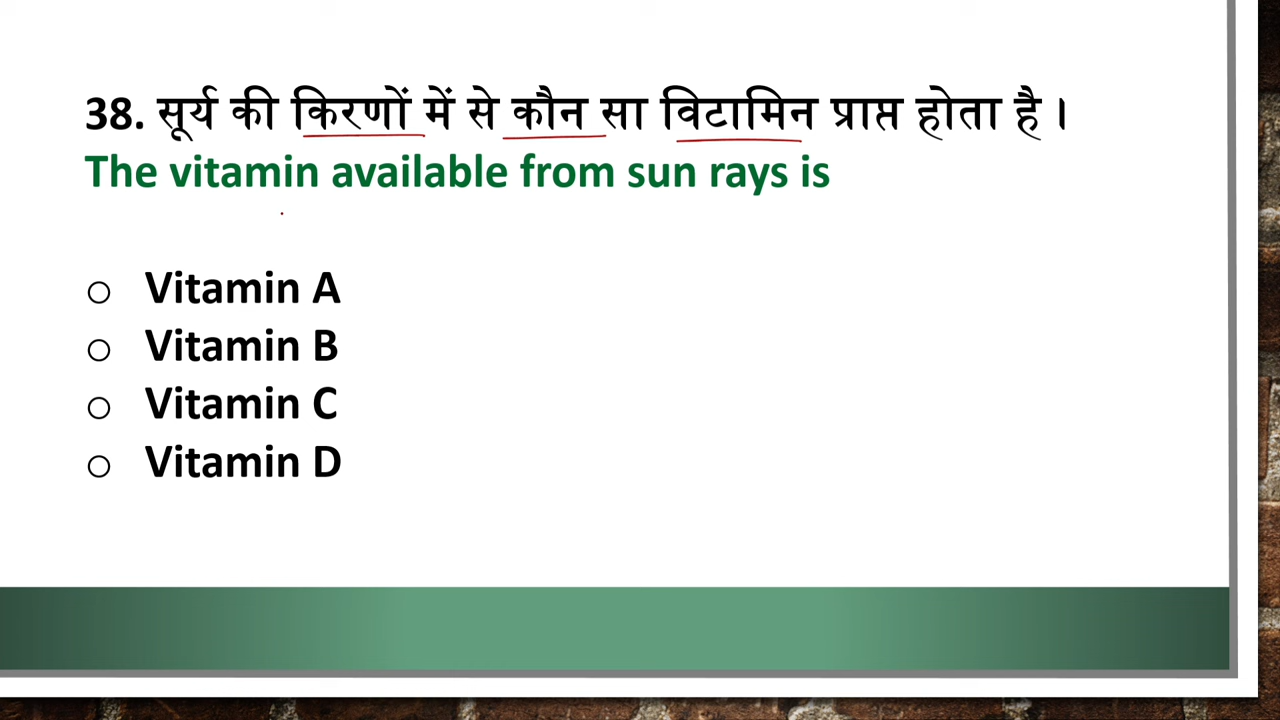 38. सूर्य की किरणों में से कौन सा विटामिन प्राप्त होता है ।
The vitamin available from sun rays is
o Vitamin A
o Vitamin B
o Vitamin C
o Vitamin D